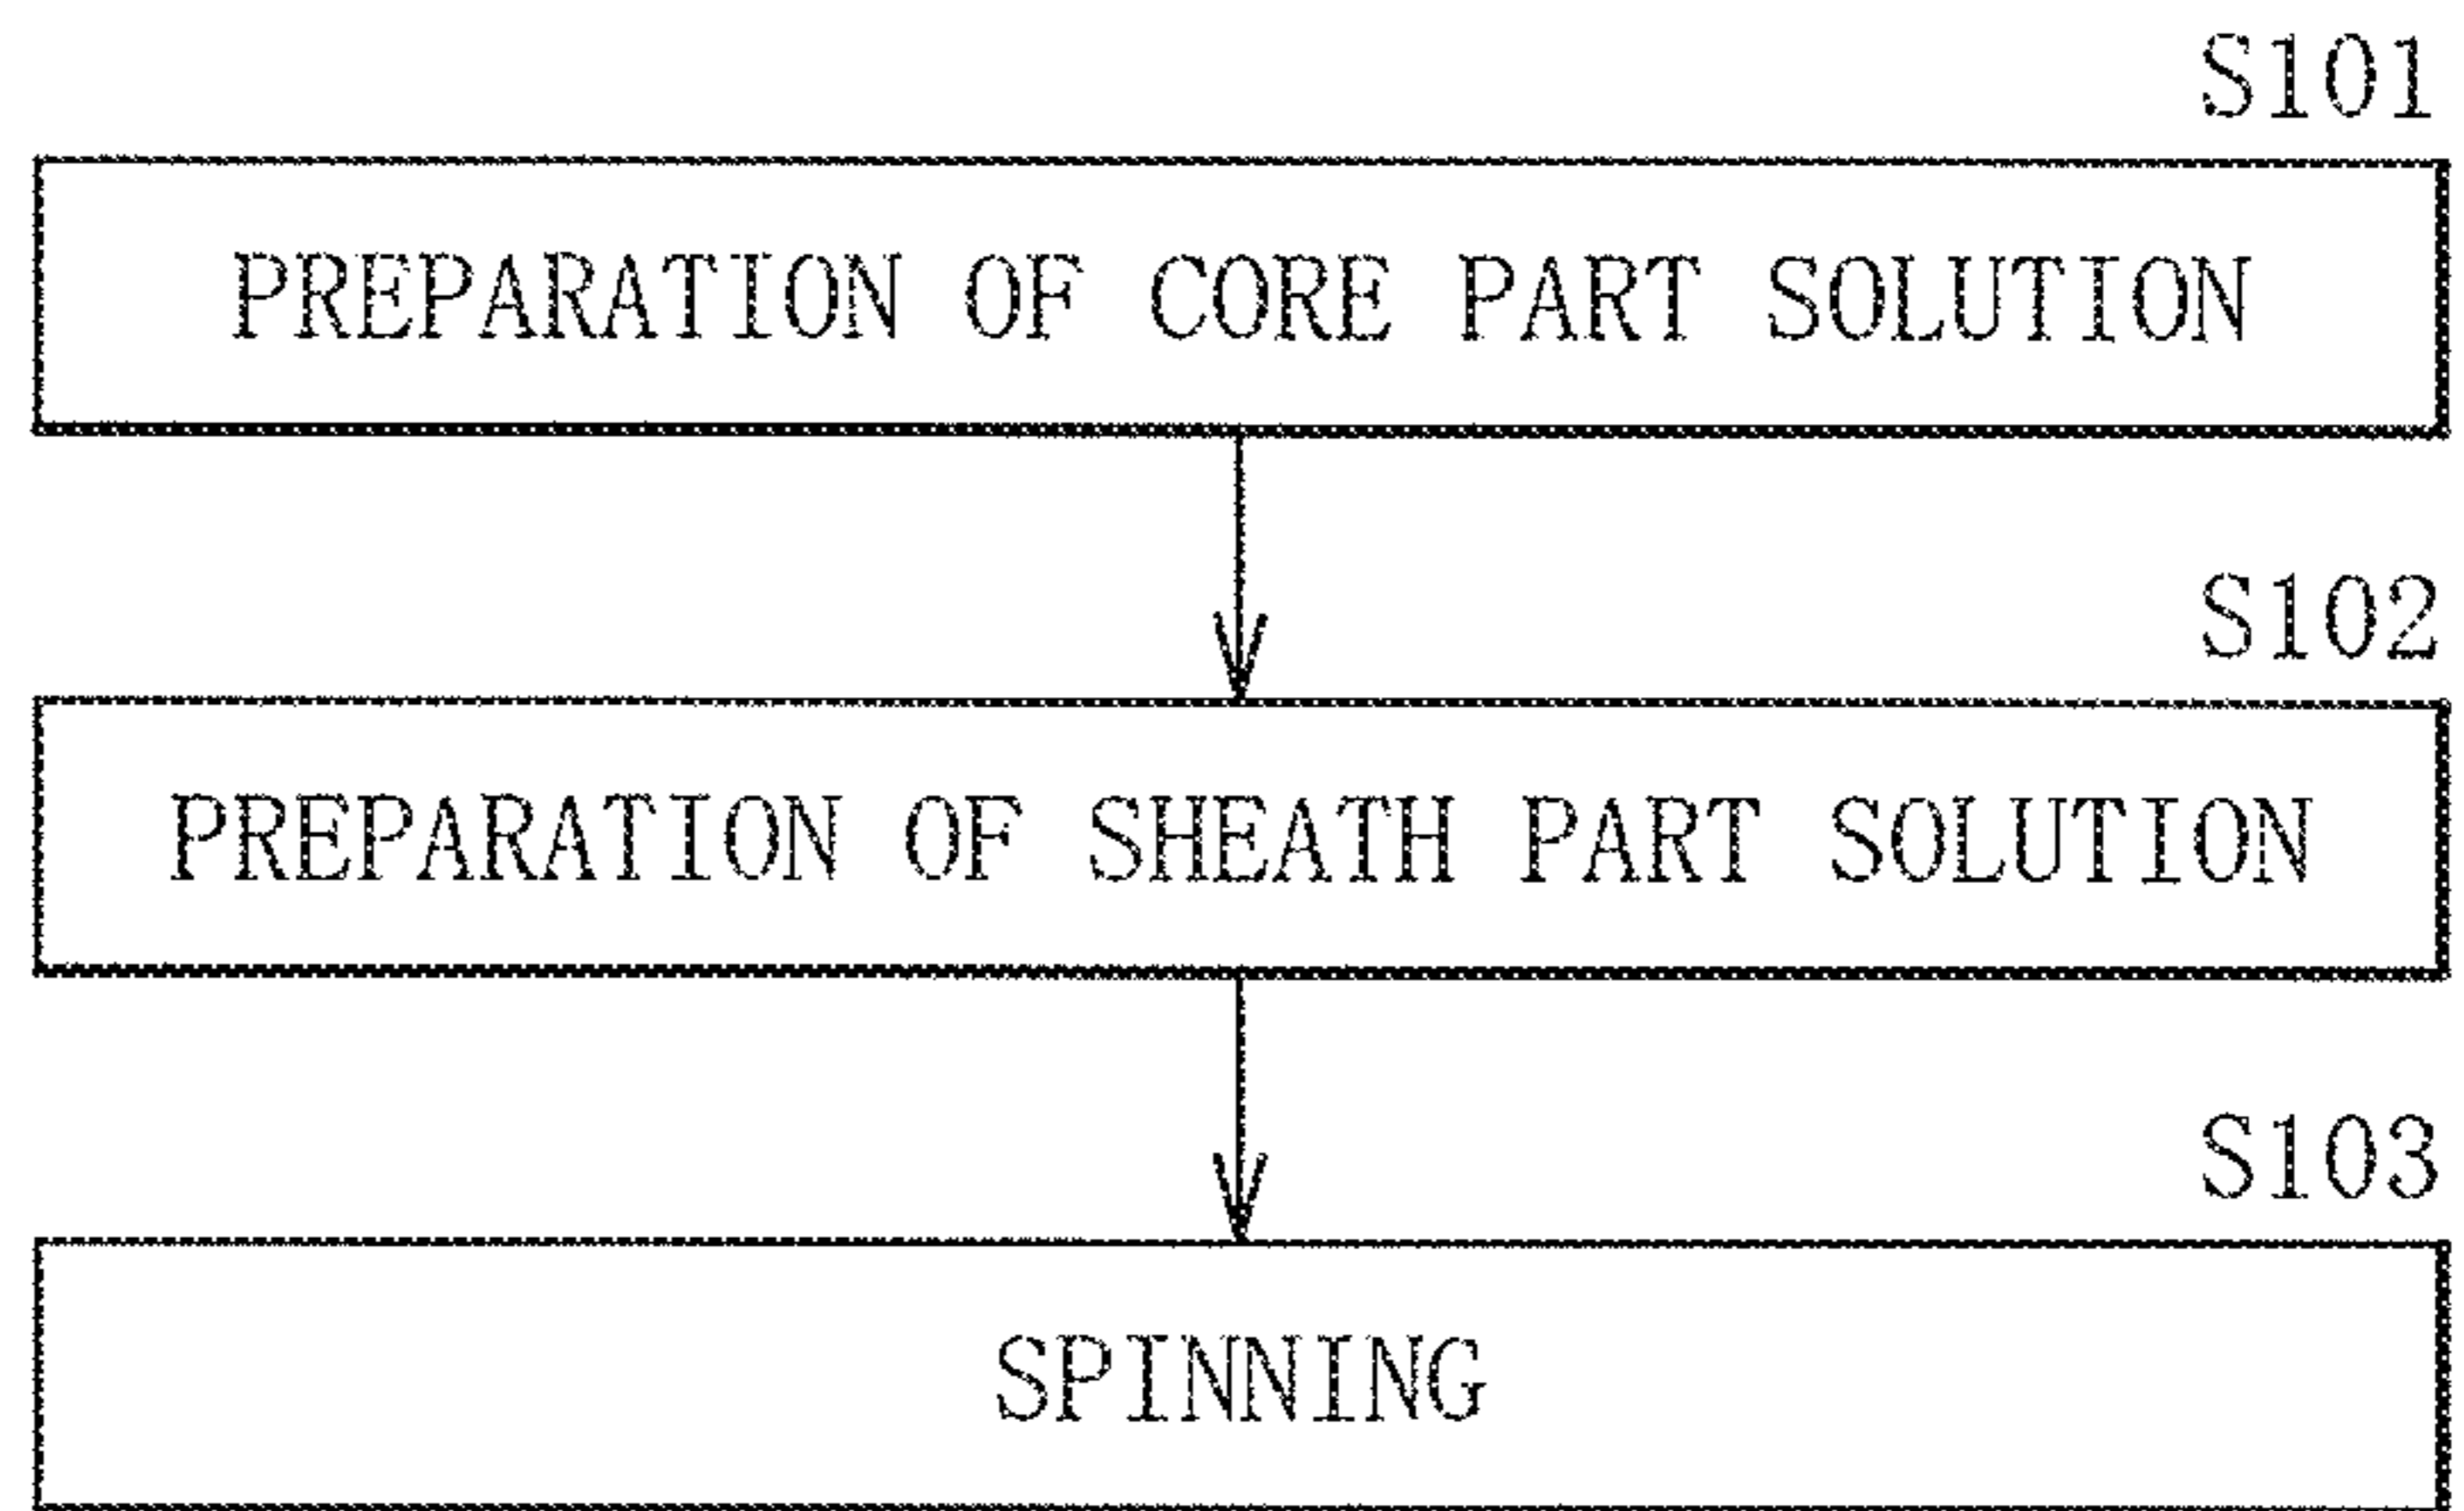 S101
PREPARATION OF CORE PART SOLUTION
S102
PREPARATION OF SHEATH PART SOLUTION
S103
SPINNING